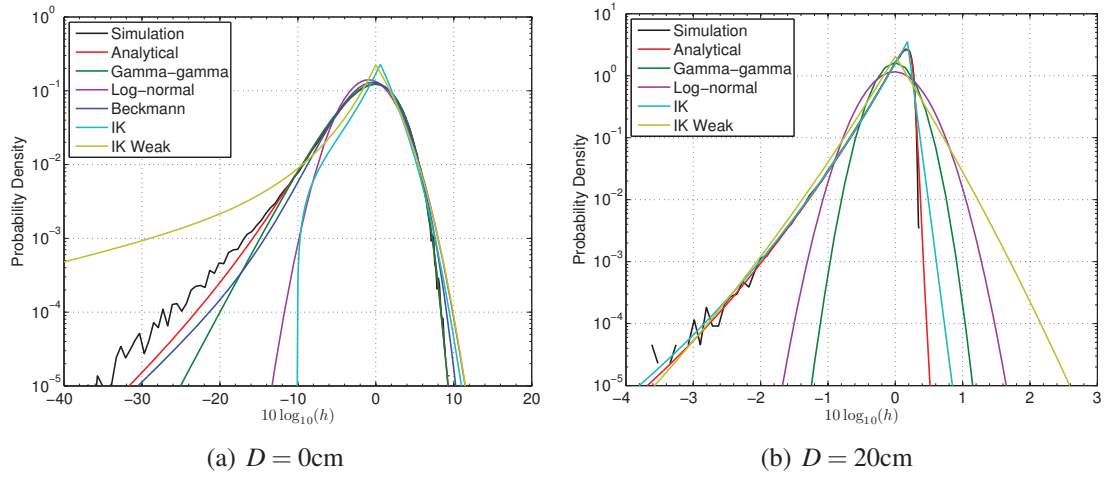 Simulation
Analytical
Gamma−gamma
Log−normal
Beckmann
IK
IK Weak
Probability Density
10^0
10^−1
10^−2
10^−3
10^−4
10^−5
−40 −30 −20 −10 0 10 20
10 log10(h)
(a) D = 0cm
Simulation
Analytical
Gamma−gamma
Log−normal
IK
IK Weak
Probability Density
10^1
10^0
10^−1
10^−2
10^−3
10^−4
10^−5
−4 −3 −2 −1 0 1 2 3
10 log10(h)
(b) D = 20cm